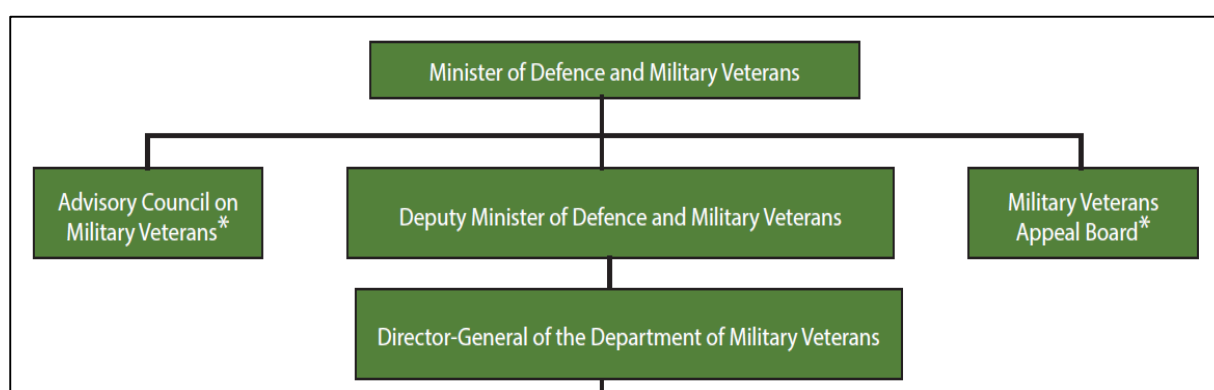 Minister of Defence and Military Veterans
Advisory Council on
Military Veterans*
Deputy Minister of Defence and Military Veterans
Military Veterans
Appeal Board*
Director-General of the Department of Military Veterans